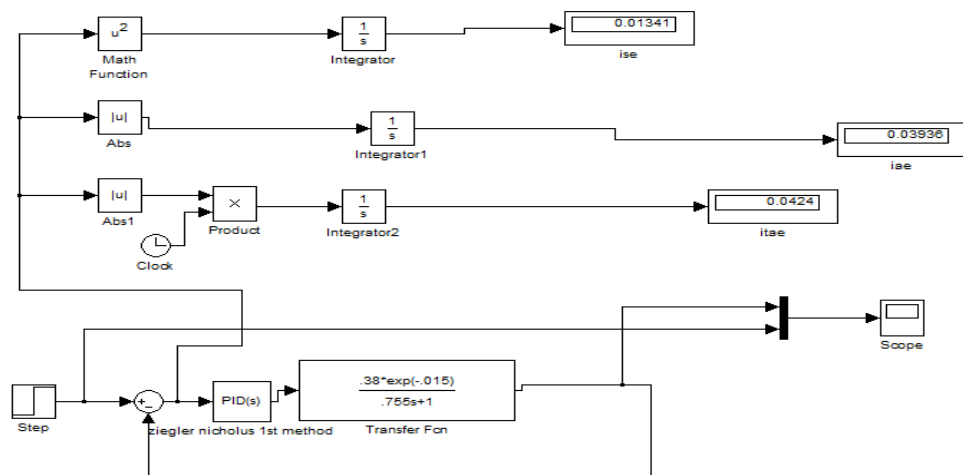 u²
Math
Function
1
s
Integrator
0.01341
ise
|u|
Abs
1
s
Integrator1
0.03936
iae
|u|
Abs1
×
Product
Clock
1
s
Integrator2
0.0424
itae
Scope
Step
+
−
PID(s)
ziegler nicholus 1st method
.38*exp(-.015)
.755s+1
Transfer Fcn